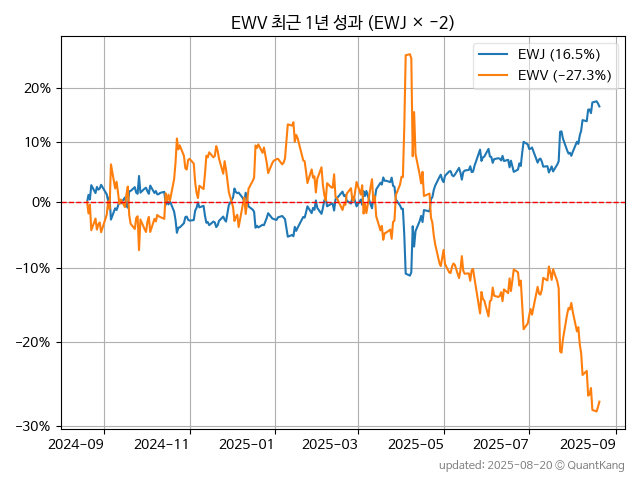 EWV 최근 1년 성과 (EWJ × −2)
EWJ (16.5%)
EWV (−27.3%)
20%
10%
0%
−10%
−20%
−30%
2024-09 2024-11 2025-01 2025-03 2025-05 2025-07 2025-09
updated: 2025-08-20 © QuantKang